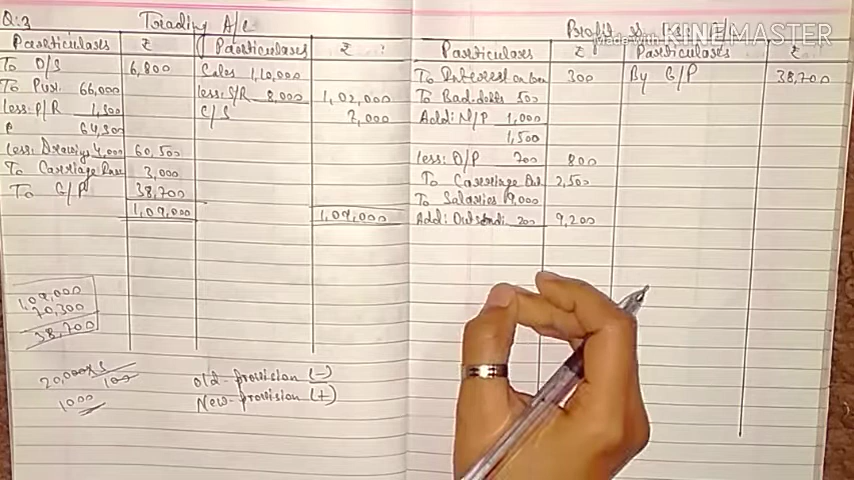 Q:3 Trading A/c
Particulars ₹ Particulars ₹
To O/S 6,800 Sales 1,10,000
To Pur. 66,000 less: S/R 8,000 1,02,000
less: P/R 1,500 C/S 7,000
64,500
less: Drawings 4,000 60,500
To Carriage 3,000
To G/P 38,700
1,09,000 1,09,000
1,09,000
70,300
38,700
20,000 x 5
100
1000
Old-provision (-)
New-provision (+)
Profit &
Made with KINEMASTER
Particulars ₹ Particulars ₹
To Interest on 300 By G/P 38,700
To Bad debts 500
Add: N/P 1,000
1,500
less: O/P 700 800
To Carriage Out 2,500
To Salaries 9,000
Add: Outstandi. 200 9,200